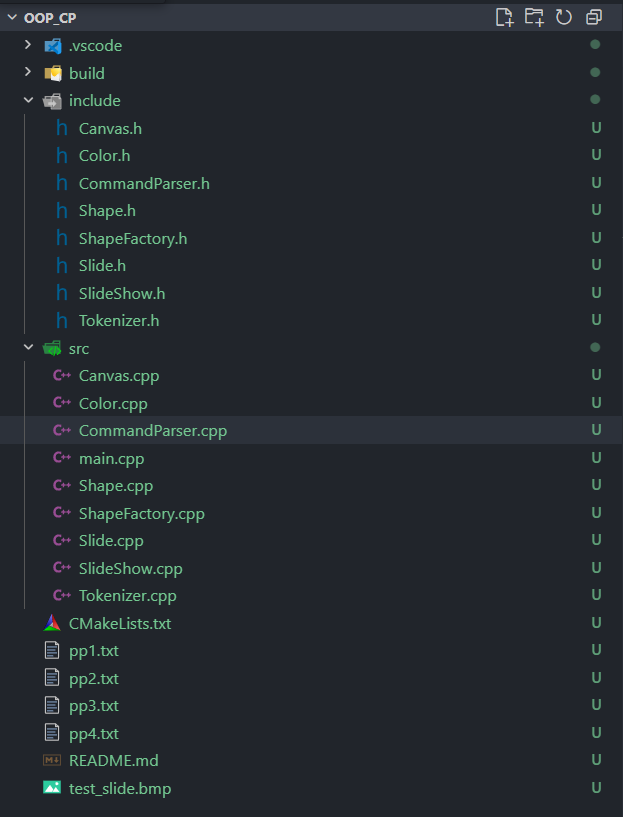 OOP_CP
.vscode
build
include
h Canvas.h U
h Color.h U
h CommandParser.h U
h Shape.h U
h ShapeFactory.h U
h Slide.h U
h SlideShow.h U
h Tokenizer.h U
src
C++ Canvas.cpp U
C++ Color.cpp U
C++ CommandParser.cpp U
C++ main.cpp U
C++ Shape.cpp U
C++ ShapeFactory.cpp U
C++ Slide.cpp U
C++ SlideShow.cpp U
C++ Tokenizer.cpp U
CMakeLists.txt U
pp1.txt U
pp2.txt U
pp3.txt U
pp4.txt U
README.md U
test_slide.bmp U